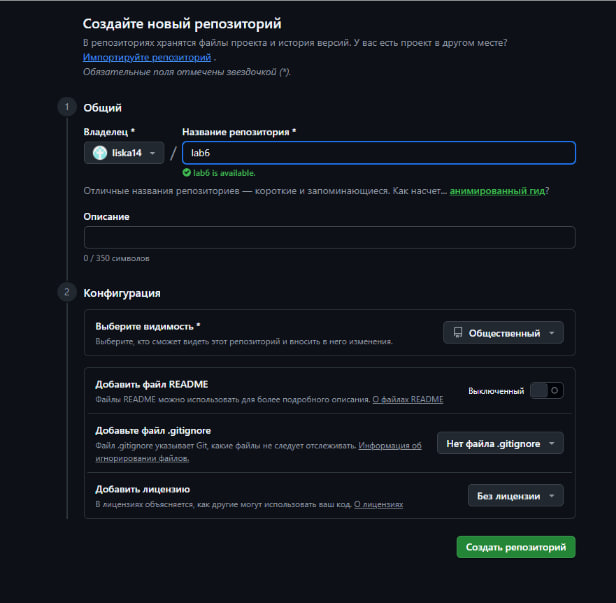 Создайте новый репозиторий
В репозиториях хранятся файлы проекта и история версий. У вас есть проект в другом месте?
Импортируйте репозиторий .
Обязательные поля отмечены звездочкой (*).
1 Общий
Владелец * Название репозитория *
liska14 / lab6
lab6 is available.
Отличные названия репозиториев — короткие и запоминающиеся. Как насчет... анимированный гид?
Описание
0 / 350 символов
2 Конфигурация
Выберите видимость * Общественный
Выберите, кто сможет видеть этот репозиторий и вносить в него изменения.
Добавить файл README Выключенный
Файлы README можно использовать для более подробного описания. О файлах README
Добавьте файл .gitignore Нет файла .gitignore
Файл .gitignore указывает Git, какие файлы не следует отслеживать. Информация об
игнорировании файлов.
Добавить лицензию Без лицензии
В лицензиях объясняется, как другие могут использовать ваш код. О лицензиях
Создать репозиторий